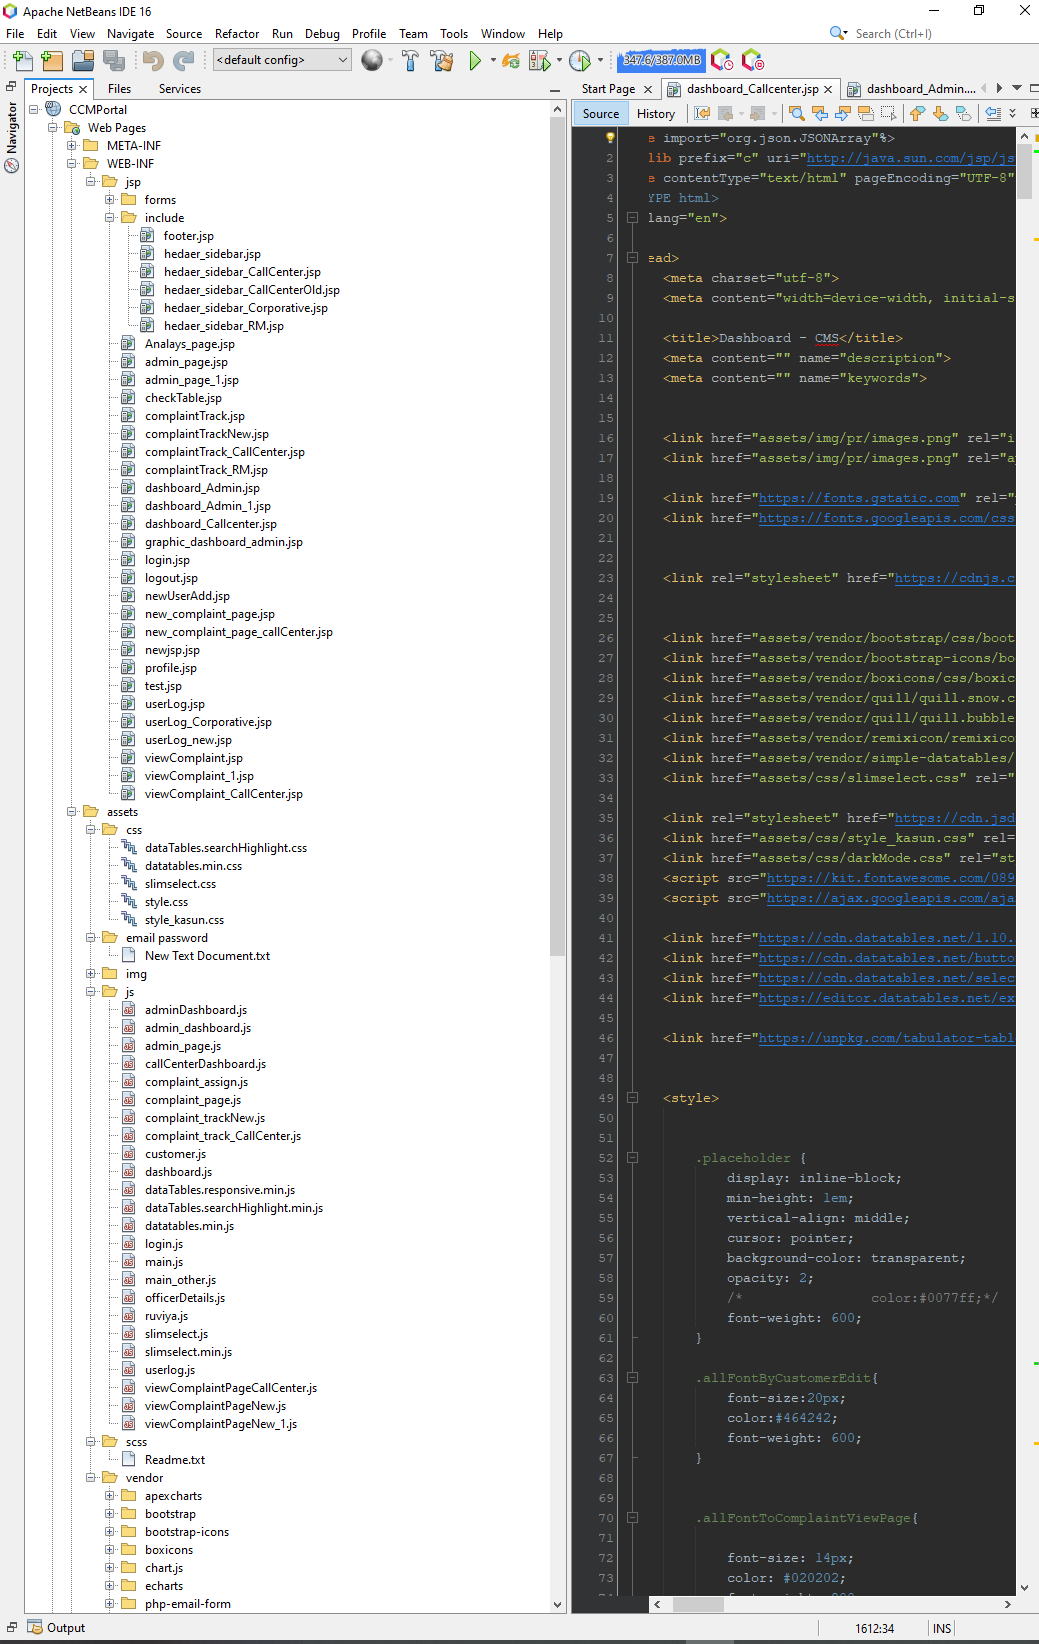 Apache NetBeans IDE 16
File Edit View Navigate Source Refactor Run Debug Profile Team Tools Window Help
Search (Ctrl+I)
<default config>
347.6/387.0MB
Projects Files Services
Start Page dashboard_Callcenter.jsp dashboard_Admin....
Navigator
Source History
CCMPortal
Web Pages
META-INF
WEB-INF
jsp
forms
include
footer.jsp
hedaer_sidebar.jsp
hedaer_sidebar_CallCenter.jsp
hedaer_sidebar_CallCenterOld.jsp
hedaer_sidebar_Corporative.jsp
hedaer_sidebar_RM.jsp
Analays_page.jsp
admin_page.jsp
admin_page_1.jsp
checkTable.jsp
complaintTrack.jsp
complaintTrackNew.jsp
complaintTrack_CallCenter.jsp
complaintTrack_RM.jsp
dashboard_Admin.jsp
dashboard_Admin_1.jsp
dashboard_Callcenter.jsp
graphic_dashboard_admin.jsp
login.jsp
logout.jsp
newUserAdd.jsp
new_complaint_page.jsp
new_complaint_page_callCenter.jsp
newjsp.jsp
profile.jsp
test.jsp
userLog.jsp
userLog_Corporative.jsp
userLog_new.jsp
viewComplaint.jsp
viewComplaint_1.jsp
viewComplaint_CallCenter.jsp
assets
css
dataTables.searchHighlight.css
datatables.min.css
slimselect.css
style.css
style_kasun.css
email password
New Text Document.txt
img
js
adminDashboard.js
admin_dashboard.js
admin_page.js
callCenterDashboard.js
complaint_assign.js
complaint_page.js
complaint_trackNew.js
complaint_track_CallCenter.js
customer.js
dashboard.js
dataTables.responsive.min.js
dataTables.searchHighlight.min.js
datatables.min.js
login.js
main.js
main_other.js
officerDetails.js
ruviya.js
slimselect.js
slimselect.min.js
userlog.js
viewComplaintPageCallCenter.js
viewComplaintPageNew.js
viewComplaintPageNew_1.js
scss
Readme.txt
vendor
apexcharts
bootstrap
bootstrap-icons
boxicons
chart.js
echarts
php-email-form
e import="org.json.JSONArray"%>
2 lib prefix="c" uri="http://java.sun.com/jsp/js
3 e contentType="text/html" pageEncoding="UTF-8"
4 YPE html>
5 lang="en">
6
7 ead>
8 <meta charset="utf-8">
9 <meta content="width=device-width, initial-s
10
11 <title>Dashboard - CMS</title>
12 <meta content="" name="description">
13 <meta content="" name="keywords">
14
15
16 <link href="assets/img/pr/images.png" rel="i
17 <link href="assets/img/pr/images.png" rel="ap
18
19 <link href="https://fonts.gstatic.com" rel="
20 <link href="https://fonts.googleapis.com/css
21
22
23 <link rel="stylesheet" href="https://cdnjs.c
24
25
26 <link href="assets/vendor/bootstrap/css/boot
27 <link href="assets/vendor/bootstrap-icons/bo
28 <link href="assets/vendor/boxicons/css/boxic
29 <link href="assets/vendor/quill/quill.snow.c
30 <link href="assets/vendor/quill/quill.bubble
31 <link href="assets/vendor/remixicon/remixico
32 <link href="assets/vendor/simple-datatables/
33 <link href="assets/css/slimselect.css" rel="
34
35 <link rel="stylesheet" href="https://cdn.jsd
36 <link href="assets/css/style_kasun.css" rel=
37 <link href="assets/css/darkMode.css" rel="st
38 <script src="https://kit.fontawesome.com/089
39 <script src="https://ajax.googleapis.com/aja
40
41 <link href="https://cdn.datatables.net/1.10.
42 <link href="https://cdn.datatables.net/butto
43 <link href="https://cdn.datatables.net/selec
44 <link href="https://editor.datatables.net/ex
45
46 <link href="https://unpkg.com/tabulator-tabl
47
48
49 <style>
50
51
52 .placeholder {
53 display: inline-block;
54 min-height: 1em;
55 vertical-align: middle;
56 cursor: pointer;
57 background-color: transparent;
58 opacity: 2;
59 /* color:#0077ff;*/
60 font-weight: 600;
61 }
62
63 .allFontByCustomerEdit{
64 font-size:20px;
65 color:#464242;
66 font-weight: 600;
67 }
68
69
70 .allFontToComplaintViewPage{
71
72 font-size: 14px;
73 color: #020202;
Output
1612:34 INS